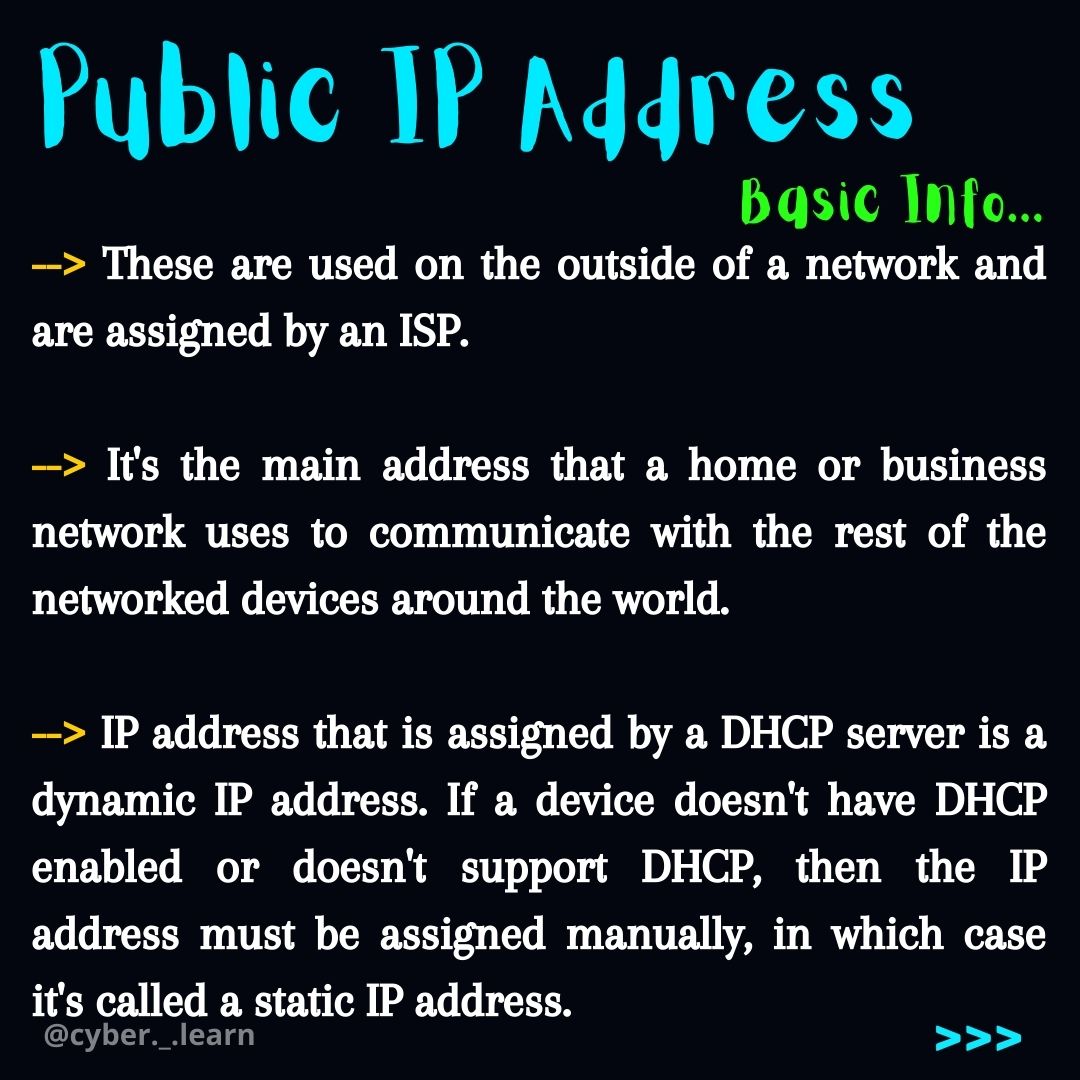 Public IP Address
Basic Info...
--> These are used on the outside of a network and
are assigned by an ISP.
--> It's the main address that a home or business
network uses to communicate with the rest of the
networked devices around the world.
--> IP address that is assigned by a DHCP server is a
dynamic IP address. If a device doesn't have DHCP
enabled or doesn't support DHCP, then the IP
address must be assigned manually, in which case
it's called a static IP address.
@cyber._.learn
>>>